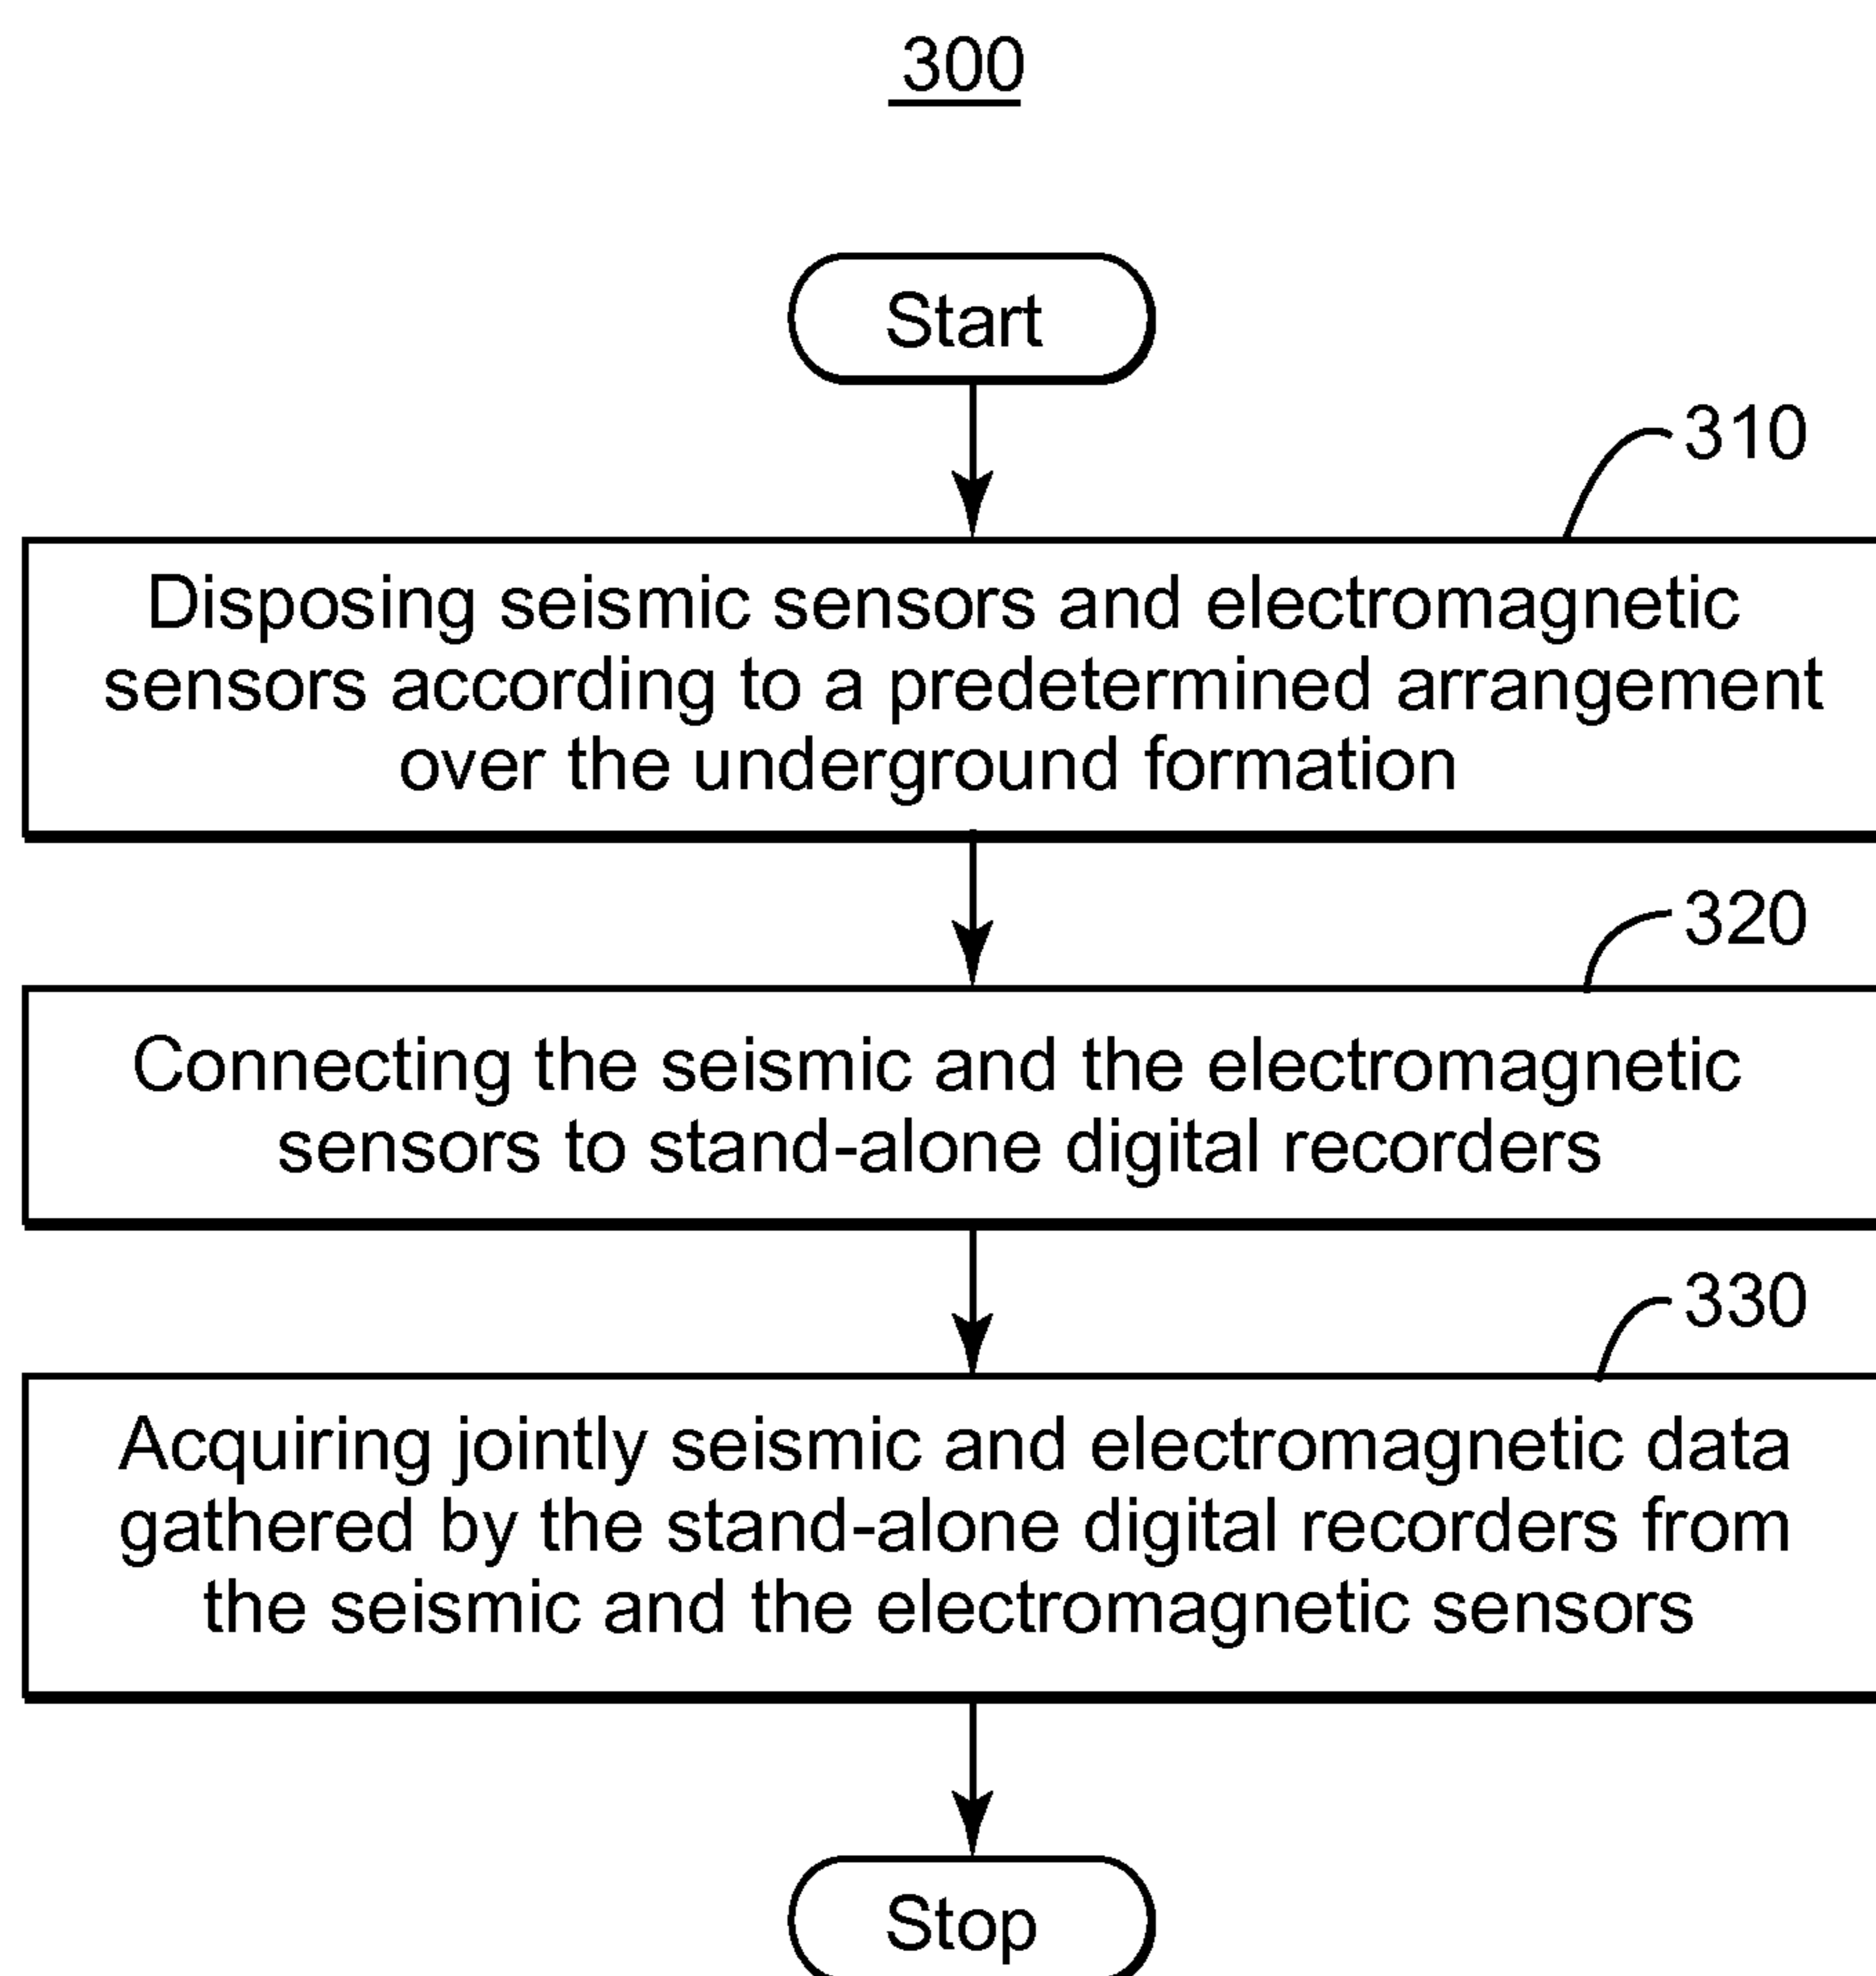 300
Start
310
Disposing seismic sensors and electromagnetic
sensors according to a predetermined arrangement
over the underground formation
320
Connecting the seismic and the electromagnetic
sensors to stand-alone digital recorders
330
Acquiring jointly seismic and electromagnetic data
gathered by the stand-alone digital recorders from
the seismic and the electromagnetic sensors
Stop